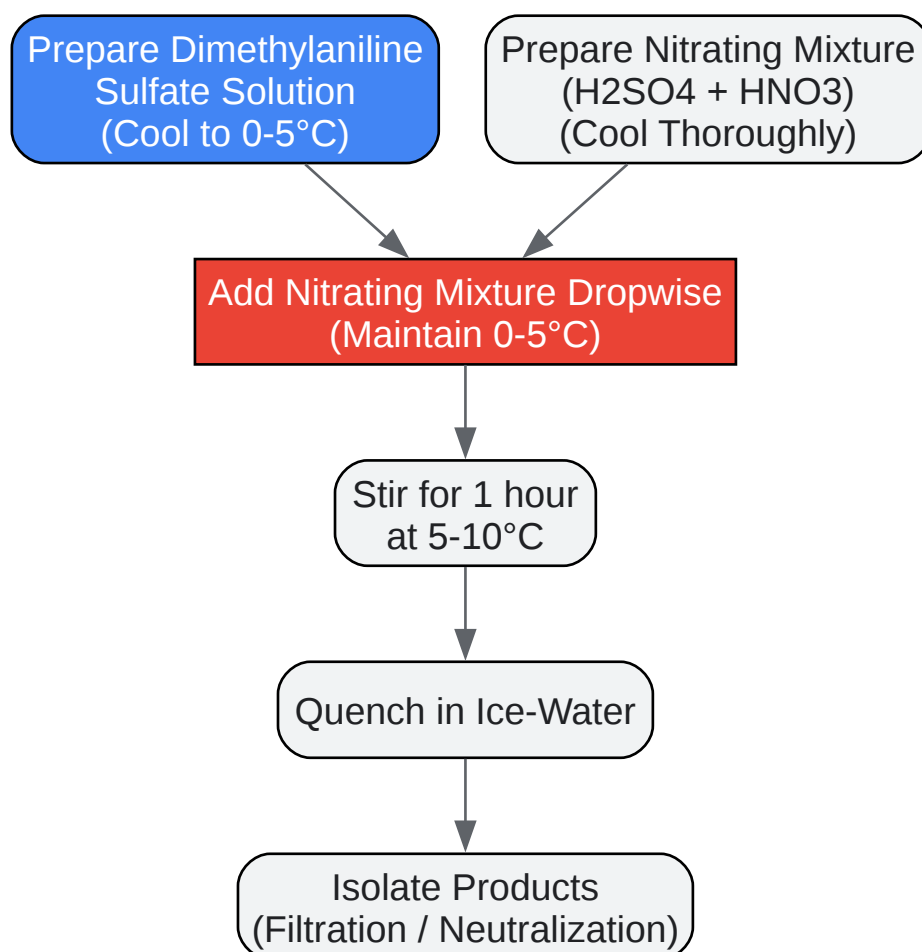 Prepare Dimethylaniline
Sulfate Solution
(Cool to 0-5°C)
Prepare Nitrating Mixture
(H2SO4 + HNO3)
(Cool Thoroughly)
Add Nitrating Mixture Dropwise
(Maintain 0-5°C)
Stir for 1 hour
at 5-10°C
Quench in Ice-Water
Isolate Products
(Filtration / Neutralization)